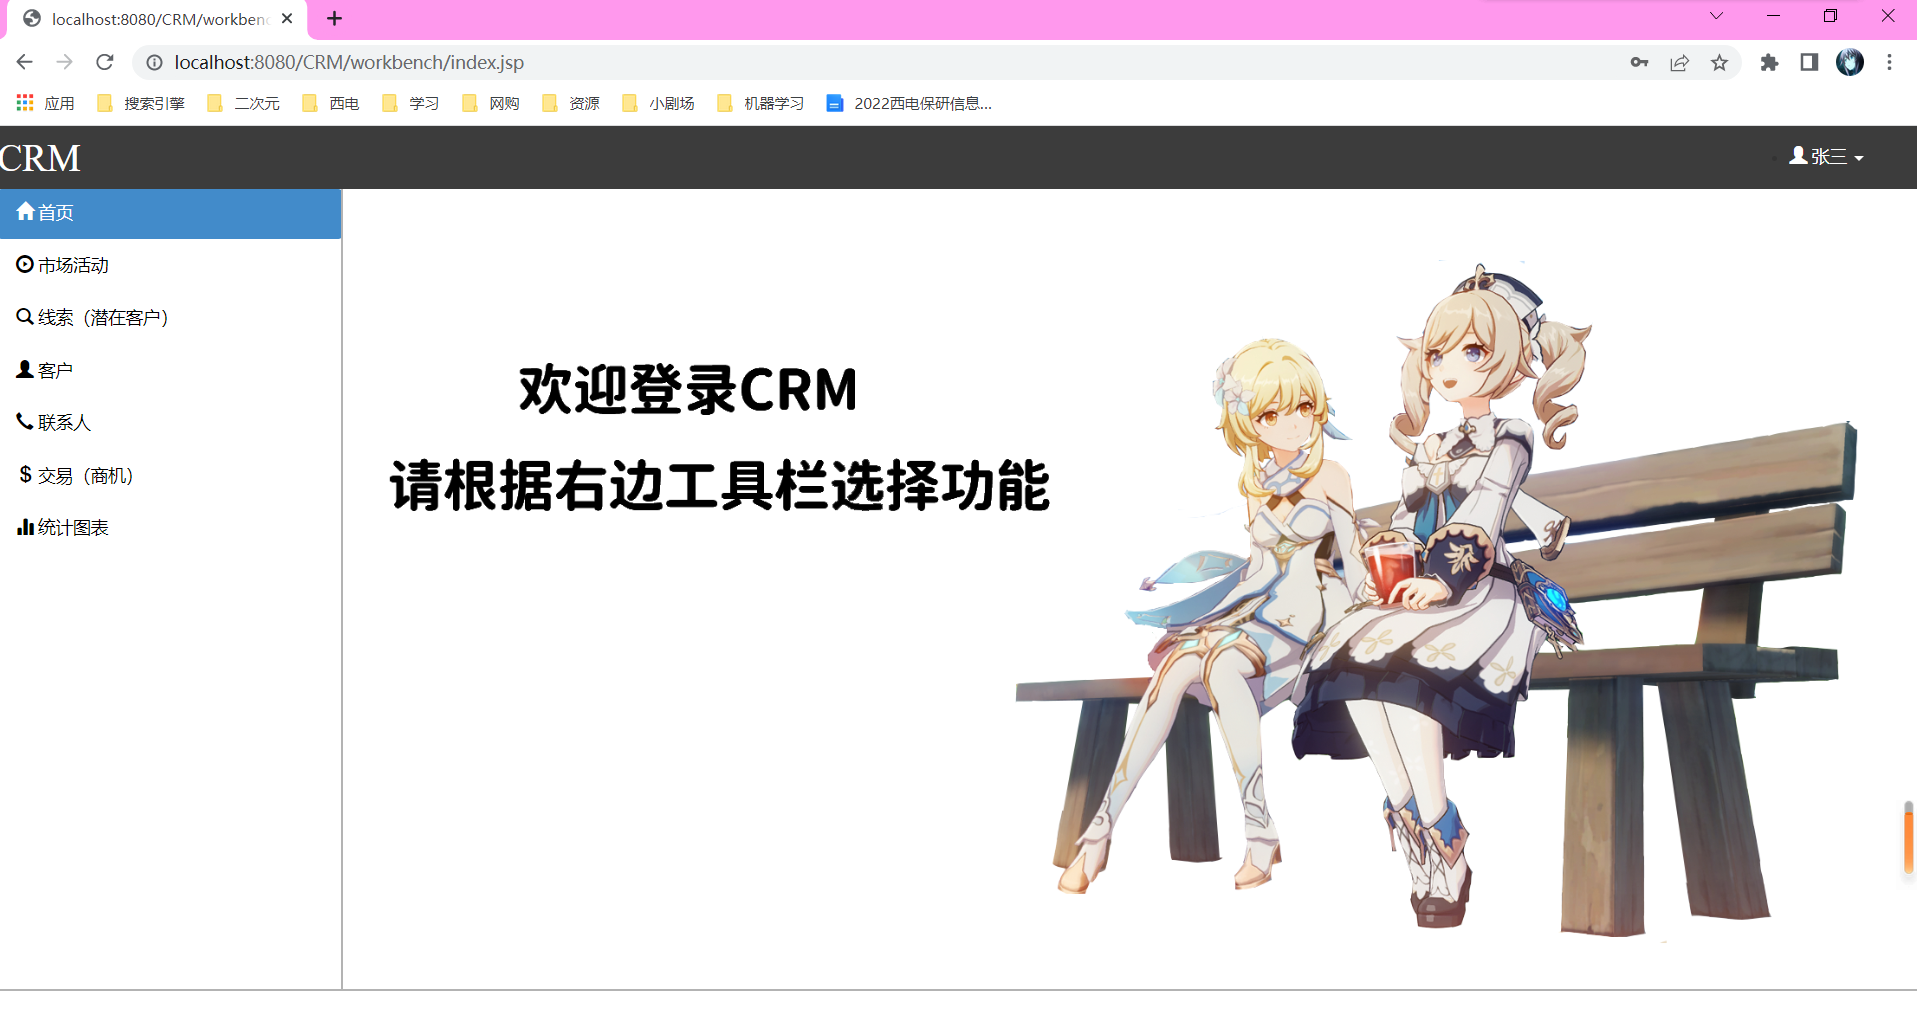 localhost:8080/CRM/workben
localhost:8080/CRM/workbench/index.jsp
应用 搜索引擎 二次元 西电 学习 网购 资源 小剧场 机器学习 2022西电保研信息...
CRM
张三
首页
市场活动
线索（潜在客户）
客户
联系人
交易（商机）
统计图表
欢迎登录CRM
请根据右边工具栏选择功能